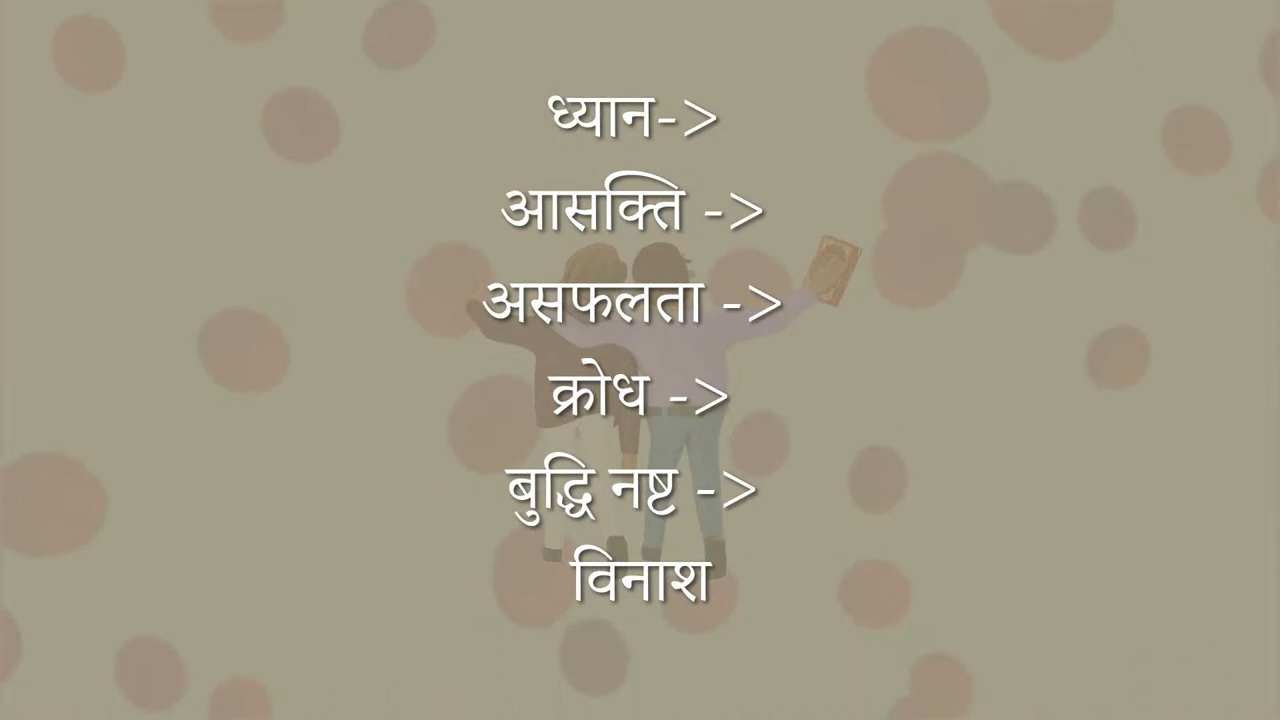 ध्यान->
आसक्ति ->
असफलता ->
क्रोध ->
बुद्धि नष्ट ->
विनाश